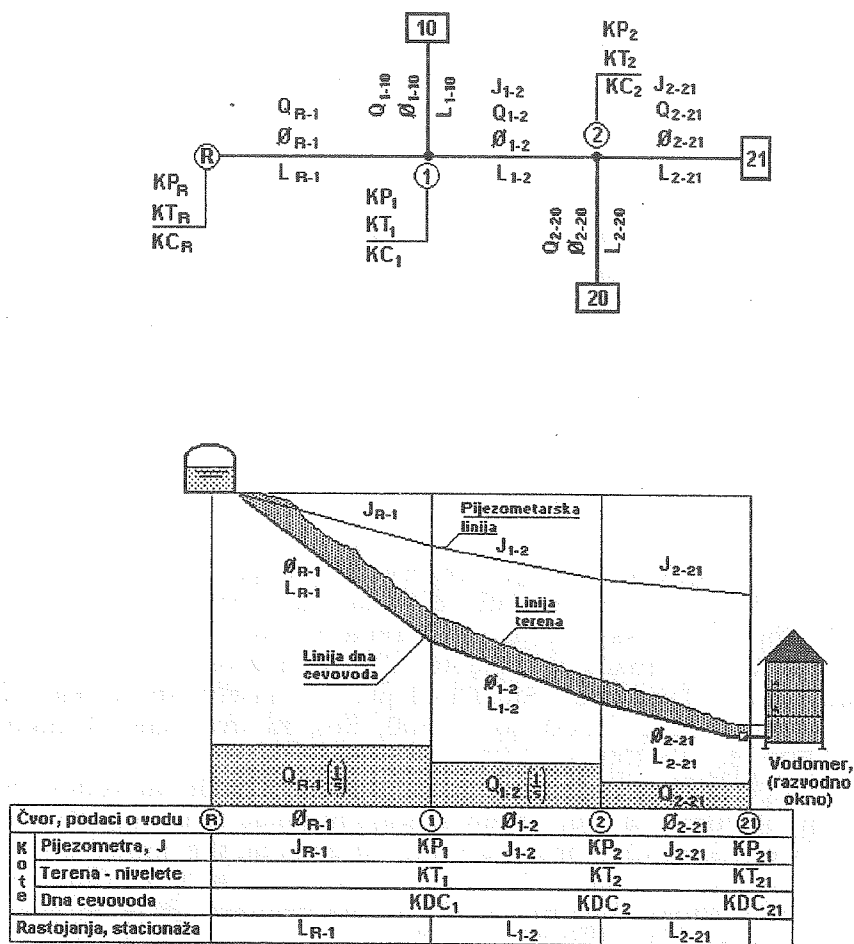 10
KP2
KT2
KC2
Q1-10
Ø1-10
L1-10
J1-2
Q1-2
Ø1-2
L1-2
J2-21
Q2-21
Ø2-21
L2-21
QR-1
ØR-1
LR-1
R
1
2
21
KPR
KTR
KCR
KP1
KT1
KC1
Q2-20
Ø2-20
L2-20
20
JR-1
Pijezometarska
linija
J1-2
J2-21
ØR-1
LR-1
Linija
terena
Linija dna
cevovoda
Ø1-2
L1-2
Ø2-21
L2-21
Vodomer,
(razvodno
okno)
QR-1 (1/s)
Q1-2 (1/s)
Q2-21
Čvor, podaci o vodu R ØR-1 1 Ø1-2 2 Ø2-21 21
Kote
Pijezometra, J JR-1 KP1 J1-2 KP2 J2-21 KP21
Terena - nivelete KT1 KT2 KT21
Dna cevovoda KDC1 KDC2 KDC21
Rastojanja, stacionaža LR-1 L1-2 L2-21